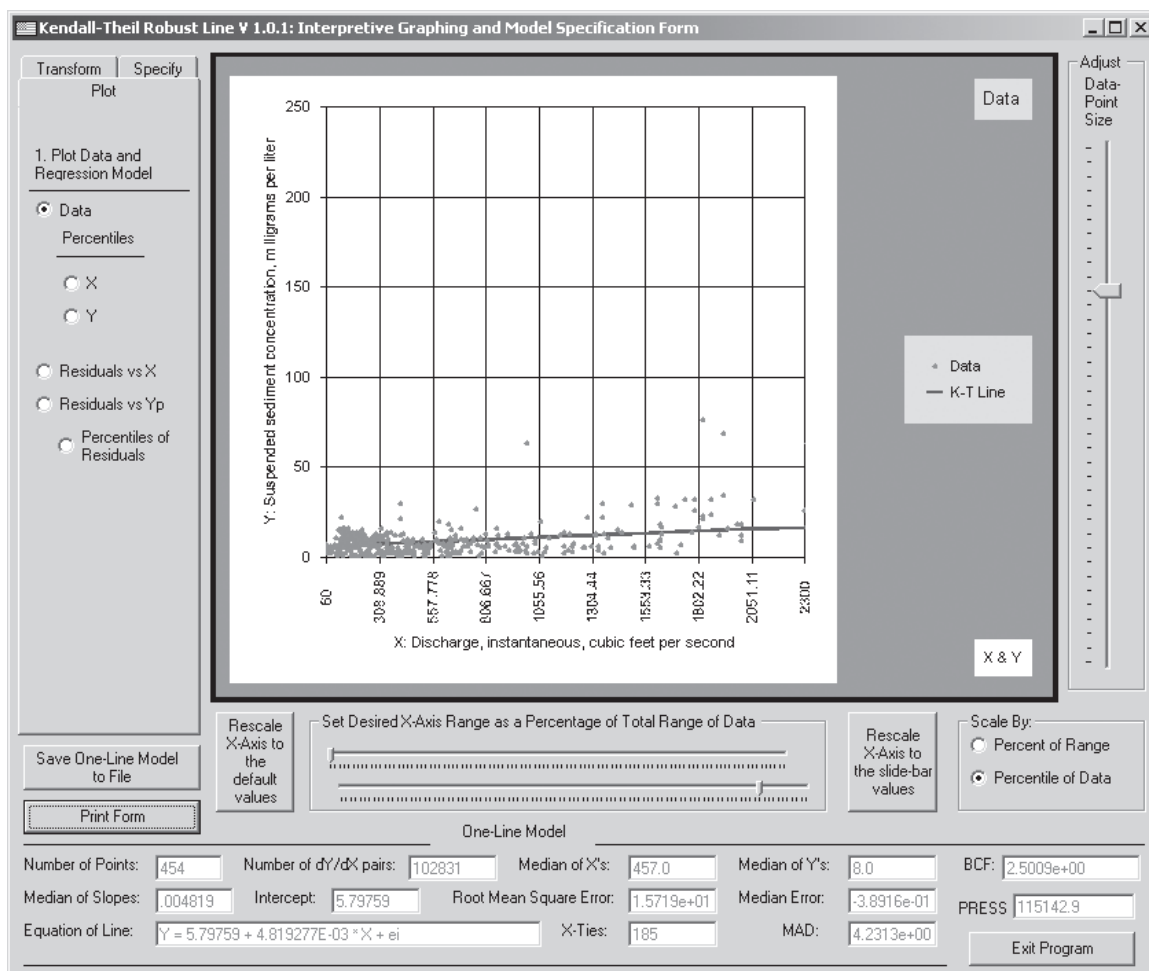 Kendall-Theil Robust Line V 1.0.1: Interpretive Graphing and Model Specification Form
Transform
Specify
Plot
1. Plot Data and
Regression Model
Data
Percentiles
X
Y
Residuals vs X
Residuals vs Yp
Percentiles of
Residuals
Save One-Line Model
to File
Print Form
Y: Suspended sediment concentration, milligrams per liter
250
200
150
100
50
0
60
308.889
557.778
806.667
1055.56
1304.44
1553.33
1802.22
2051.11
2300
X: Discharge, instantaneous, cubic feet per second
Data
Data
K-T Line
X & Y
Adjust
Data-
Point
Size
Rescale
X-Axis to
the
default
values
Set Desired X-Axis Range as a Percentage of Total Range of Data
Rescale
X-Axis to
the slide-bar
values
Scale By:
Percent of Range
Percentile of Data
One-Line Model
Number of Points: 454 Number of dY/dX pairs: 102831 Median of X's: 457.0 Median of Y's: 8.0 BCF: 2.5009e+00
Median of Slopes: .004819 Intercept: 5.79759 Root Mean Square Error: 1.5719e+01 Median Error: -3.8916e-01 PRESS 115142.9
Equation of Line: Y = 5.79759 + 4.819277E-03 * X + ei X-Ties: 185 MAD: 4.2313e+00
Exit Program